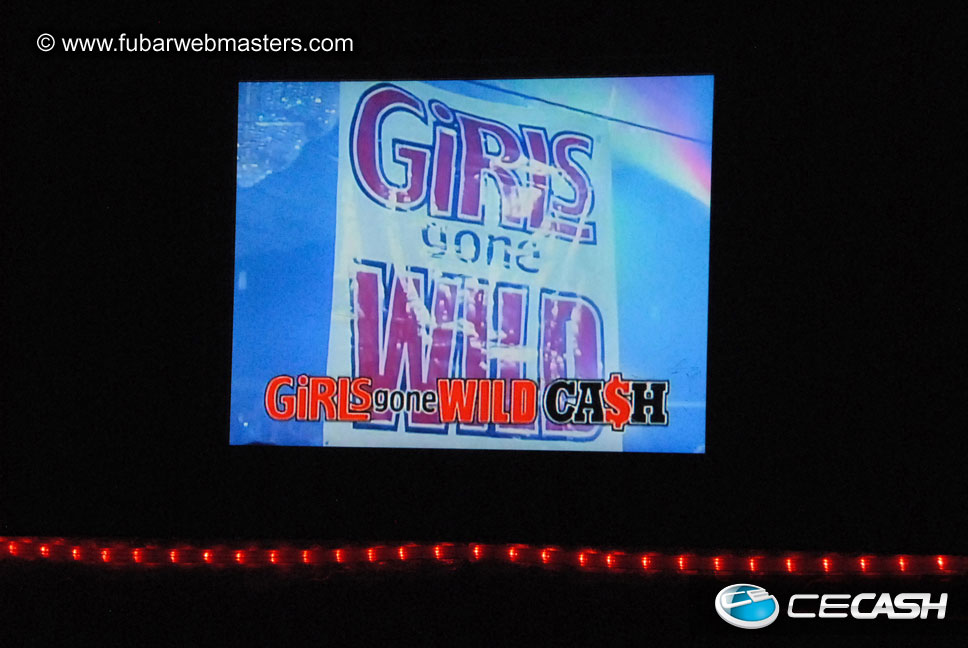 © www.fubarwebmasters.com
GiRLS
gone
WILD
GiRLS gone WILD CA$H
CECASH